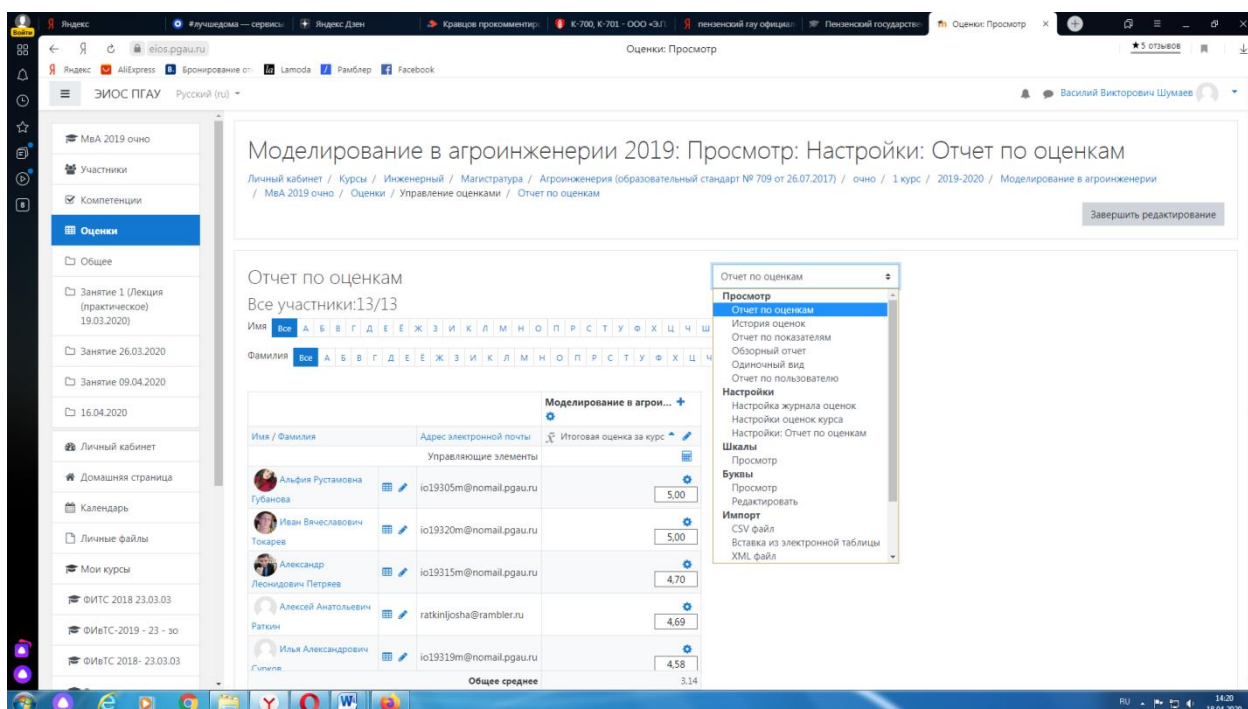 Войти
Яндекс
#лучшедома — сервисы
Яндекс Дзен
Кравцов прокомментир
К-700, К-701 - ООО «Э.П.
пензенский гау официал
Пензенский государстве
Оценки: Просмотр
eios.pgau.ru
Оценки: Просмотр
★5 отзывов
Яндекс
AliExpress
Бронирование от
Lamoda
Рамблер
Facebook
ЭИОС ПГАУ
Русский (ru)
Василий Викторович Шумаев
МвА 2019 очно
Участники
Компетенции
Оценки
Общее
Занятие 1 (Лекция
(практическое)
19.03.2020)
Занятие 26.03.2020
Занятие 09.04.2020
16.04.2020
Личный кабинет
Домашняя страница
Календарь
Личные файлы
Мои курсы
ФИТС 2018 23.03.03
ФИвТС-2019 - 23 - зо
ФИвТС 2018- 23.03.03
Моделирование в агроинженерии 2019: Просмотр: Настройки: Отчет по оценкам
Личный кабинет / Курсы / Инженерный / Магистратура / Агроинженерия (образовательный стандарт № 709 от 26.07.2017) / очно / 1 курс / 2019-2020 / Моделирование в агроинженерии
/ МвА 2019 очно / Оценки / Управление оценками / Отчет по оценкам
Завершить редактирование
Отчет по оценкам
Все участники:13/13
Имя Все А Б В Г Д Е Ё Ж З И К Л М Н О П Р С Т У Ф Х Ц Ч Ш
Фамилия Все А Б В Г Д Е Ё Ж З И К Л М Н О П Р С Т У Ф Х Ц Ч
Моделирование в агрои...
Имя / Фамилия
Адрес электронной почты
Итоговая оценка за курс
Управляющие элементы
Альфия Рустамовна
Губанова
io19305m@nomail.pgau.ru
5,00
Иван Вячеславович
Токарев
io19320m@nomail.pgau.ru
5,00
Александр
Леонидович Петряев
io19315m@nomail.pgau.ru
4,70
Алексей Анатольевич
Раткин
ratkinljosha@rambler.ru
4,69
Илья Александрович
Сурков
io19319m@nomail.pgau.ru
4,58
Общее среднее
3,14
Отчет по оценкам
Просмотр
Отчет по оценкам
История оценок
Отчет по показателям
Обзорный отчет
Одиночный вид
Отчет по пользователю
Настройки
Настройка журнала оценок
Настройки оценок курса
Настройки: Отчет по оценкам
Шкалы
Просмотр
Буквы
Просмотр
Редактировать
Импорт
CSV файл
Вставка из электронной таблицы
XML файл
RU
14:20
18.04.2020